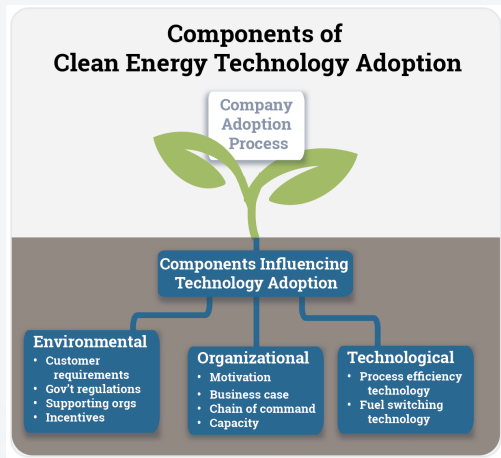 Components of
Clean Energy Technology Adoption
Company
Adoption
Process
Components Influencing
Technology Adoption
Environmental
• Customer
requirements
• Gov't regulations
• Supporting orgs
• Incentives
Organizational
• Motivation
• Business case
• Chain of command
• Capacity
Technological
• Process efficiency
technology
• Fuel switching
technology